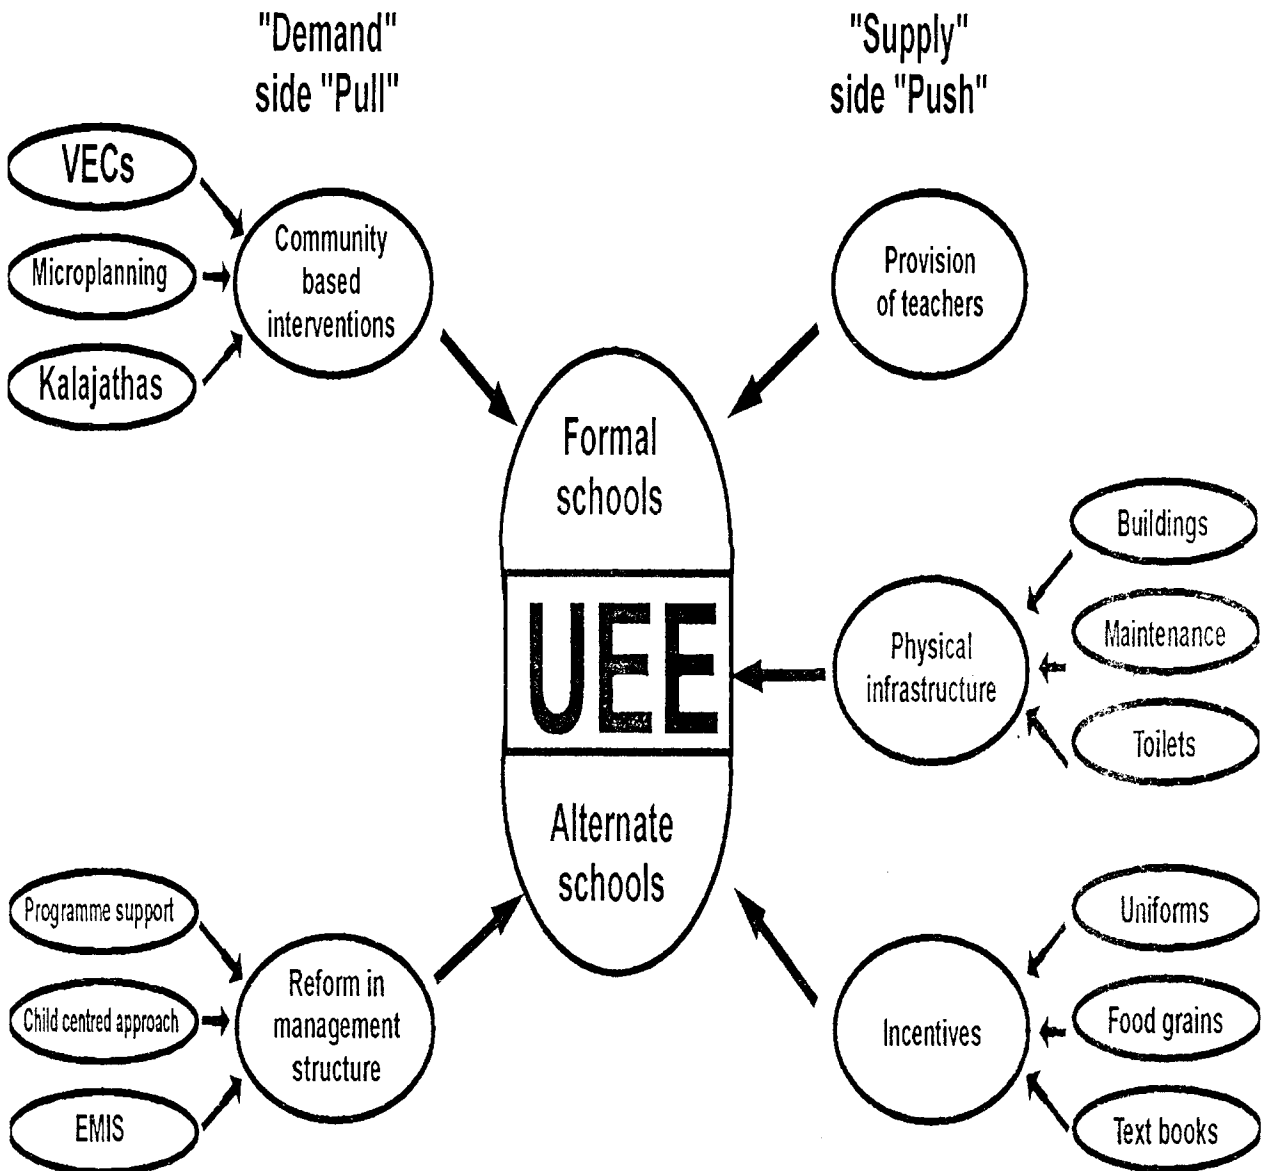 "Demand"
side "Pull"
"Supply"
side "Push"
VECs
Microplanning
Kalajathas
Community
based
interventions
Provision
of teachers
Formal
schools
UEE
Alternate
schools
Buildings
Maintenance
Toilets
Physical
infrastructure
Programme support
Child centred approach
EMIS
Reform in
management
structure
Incentives
Uniforms
Food grains
Text books